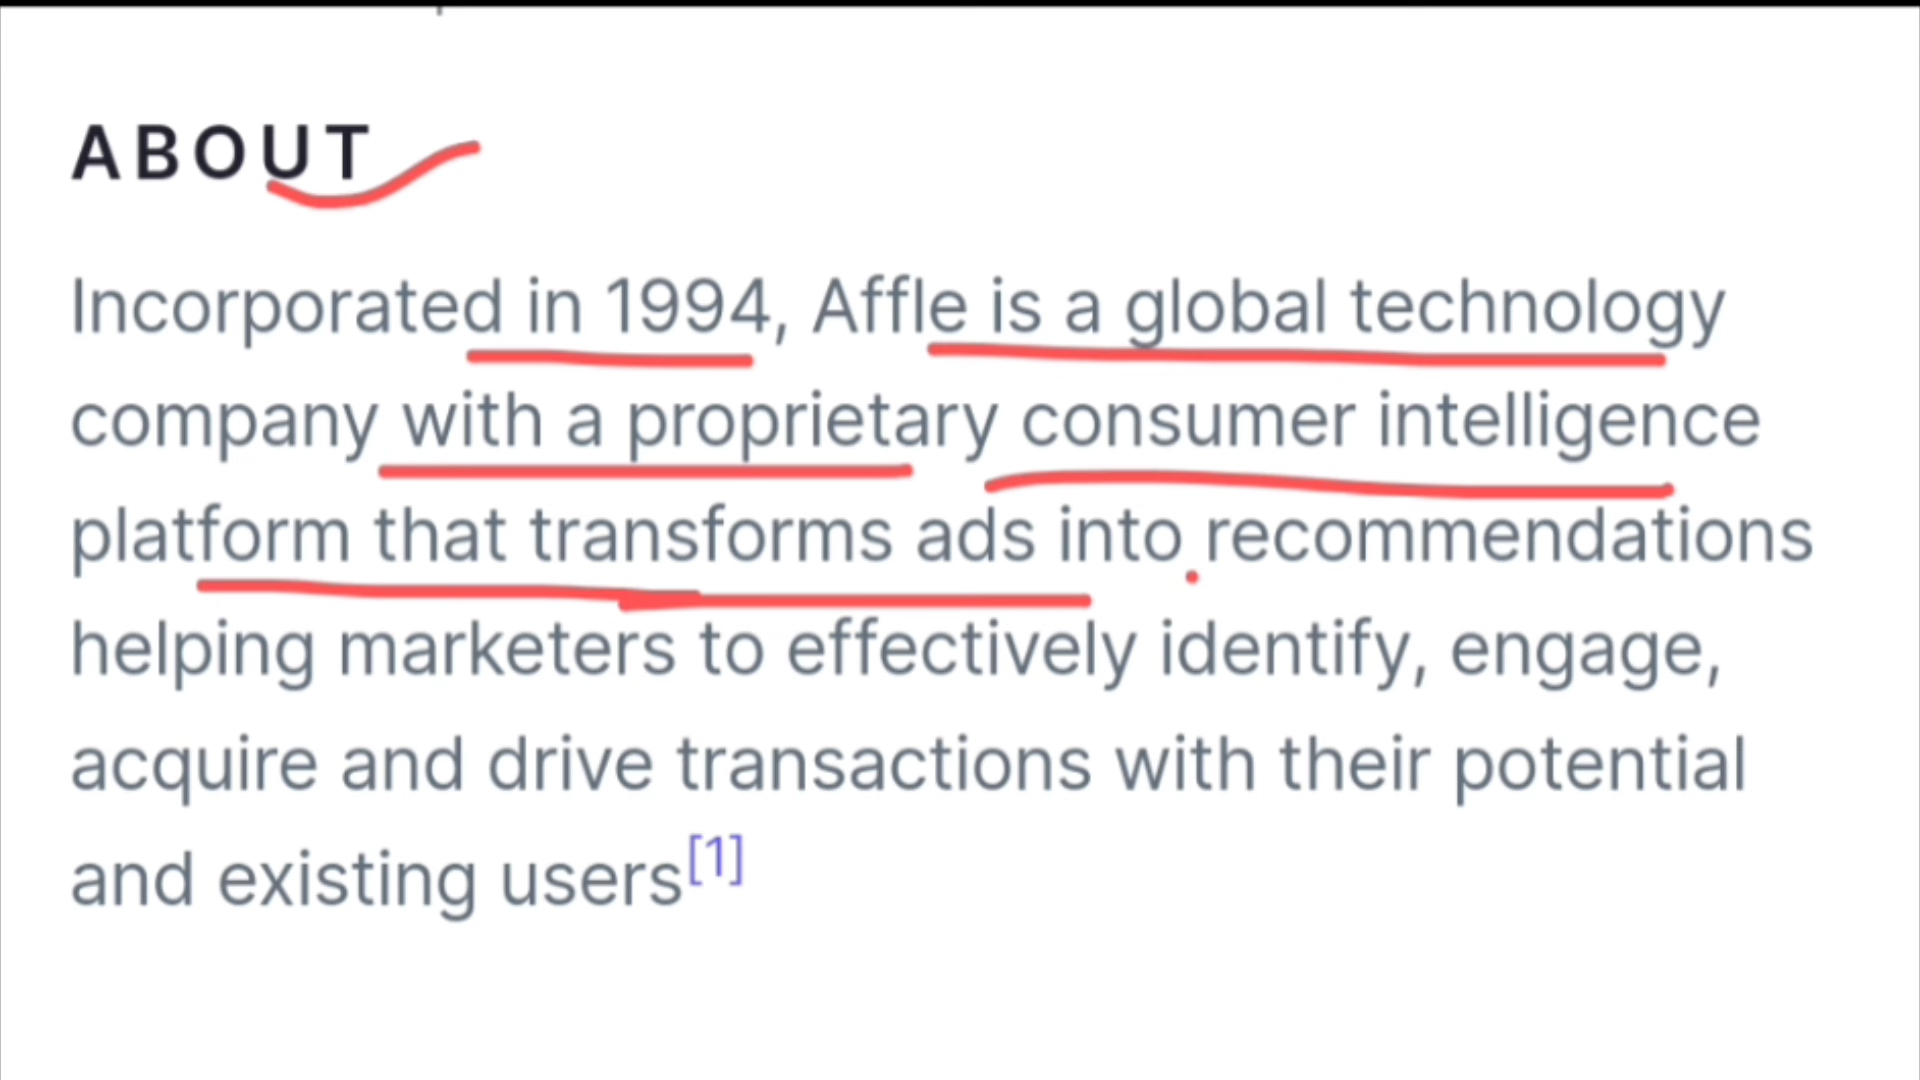 ABOUT
Incorporated in 1994, Affle is a global technology
company with a proprietary consumer intelligence
platform that transforms ads into recommendations
helping marketers to effectively identify, engage,
acquire and drive transactions with their potential
and existing users[1]